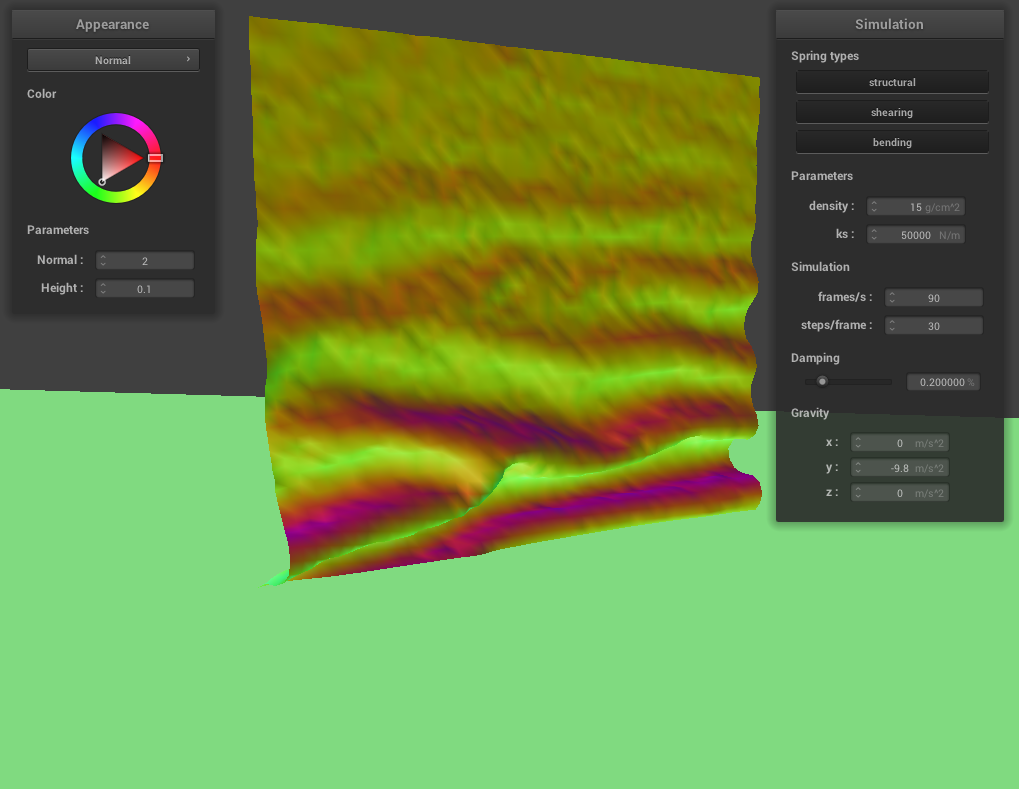 Appearance
Normal
Color
Parameters
Normal : 2
Height : 0.1
Simulation
Spring types
structural
shearing
bending
Parameters
density : 15 g/cm^2
ks : 50000 N/m
Simulation
frames/s : 90
steps/frame : 30
Damping
0.200000 %
Gravity
x : 0 m/s^2
y : -9.8 m/s^2
z : 0 m/s^2